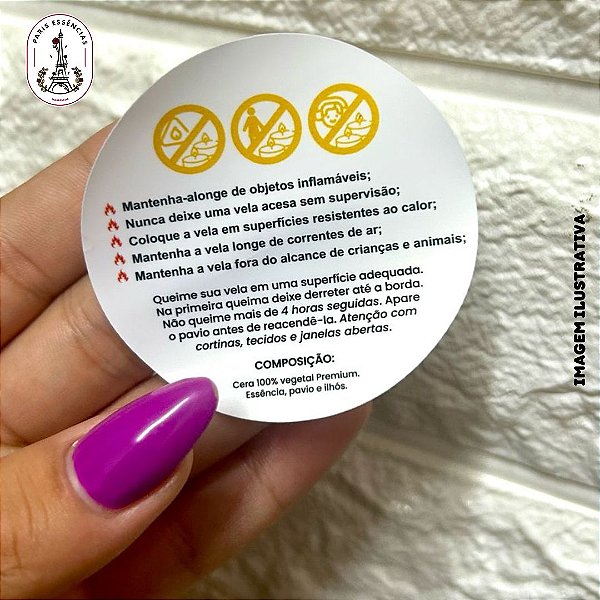 PARIS ESSÊNCIAS
Mantenha-alonge de objetos inflamáveis;
Nunca deixe uma vela acesa sem supervisão;
Coloque a vela em superfícies resistentes ao calor;
Mantenha a vela longe de correntes de ar;
Mantenha a vela fora do alcance de crianças e animais;
Queime sua vela em uma superfície adequada.
Na primeira queima deixe derreter até a borda.
Não queime mais de 4 horas seguidas. Apare
o pavio antes de reacendê-la. Atenção com
cortinas, tecidos e janelas abertas.
COMPOSIÇÃO:
Cera 100% vegetal Premium.
Essência, pavio e ilhós.
IMAGEM ILUSTRATIVA